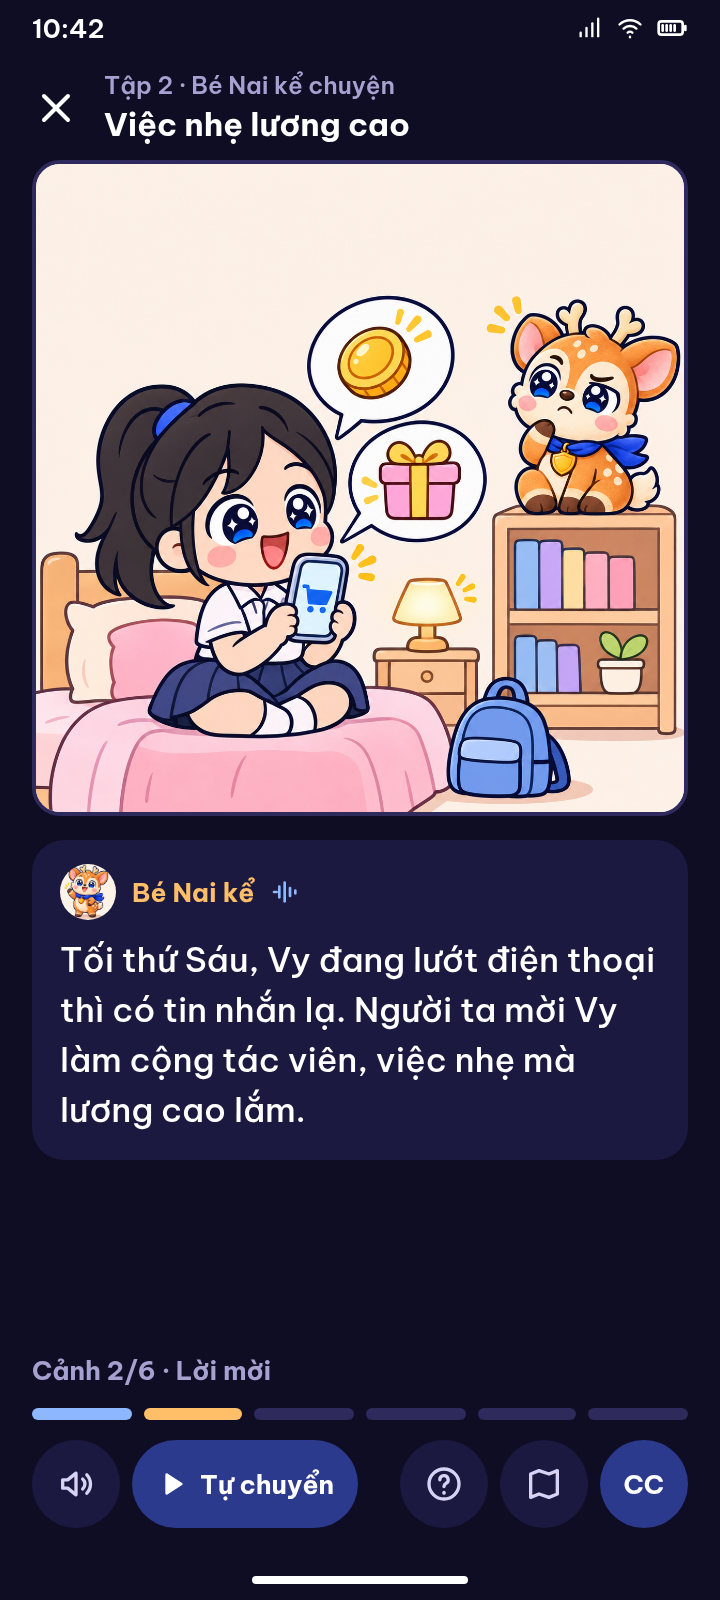 10:42
Tập 2 · Bé Nai kể chuyện
Việc nhẹ lương cao
Bé Nai kể
Tối thứ Sáu, Vy đang lướt điện thoại
thì có tin nhắn lạ. Người ta mời Vy
làm cộng tác viên, việc nhẹ mà
lương cao lắm.
Cảnh 2/6 · Lời mời
Tự chuyển
CC